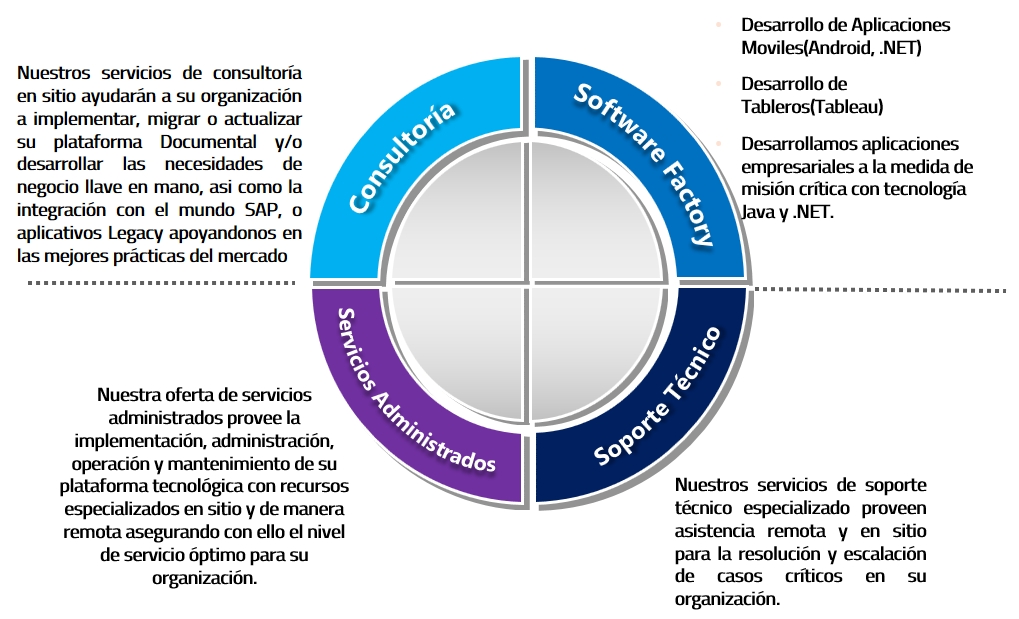 Nuestros servicios de consultoría
en sitio ayudarán a su organización
a implementar, migrar o actualizar
su plataforma Documental y/o
desarrollar las necesidades de
negocio llave en mano, asi como la
integración con el mundo SAP, o
aplicativos Legacy apoyandonos en
las mejores prácticas del mercado
Consultoría
Software Factory
• Desarrollo de Aplicaciones
Moviles(Android, .NET)
• Desarrollo de
Tableros(Tableau)
• Desarrollamos aplicaciones
empresariales a la medida de
misión crítica con tecnología
Java y .NET.
Nuestra oferta de servicios
administrados provee la
implementación, administración,
operación y mantenimiento de su
plataforma tecnológica con recursos
especializados en sitio y de manera
remota asegurando con ello el nivel
de servicio óptimo para su
organización.
Servicios Administrados
Soporte Técnico
Nuestros servicios de soporte
técnico especializado proveen
asistencia remota y en sitio
para la resolución y escalación
de casos críticos en su
organización.